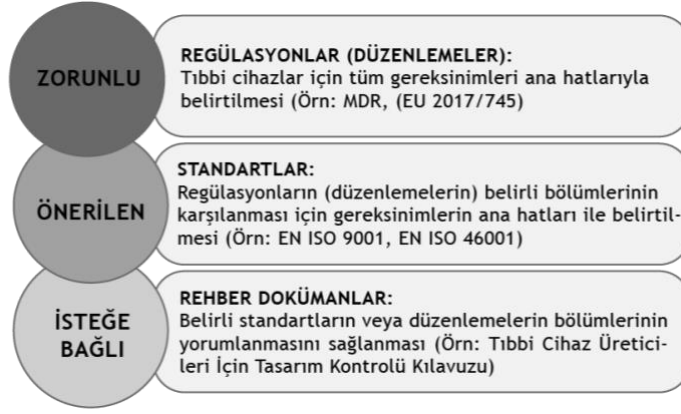 ZORUNLU
REGÜLASYONLAR (DÜZENLEMELER):
Tıbbi cihazlar için tüm gereksinimleri ana hatlarıyla
belirtilmesi (Örn: MDR, (EU 2017/745)
ÖNERİLEN
STANDARTLAR:
Regülasyonların (düzenlemelerin) belirli bölümlerinin
karşılanması için gereksinimlerin ana hatları ile belirtil-
mesi (Örn: EN ISO 9001, EN ISO 46001)
İSTEĞE
BAĞLI
REHBER DOKÜMANLAR:
Belirli standartların veya düzenlemelerin bölümlerinin
yorumlanmasını sağlanması (Örn: Tıbbi Cihaz Üretici-
leri İçin Tasarım Kontrolü Kılavuzu)